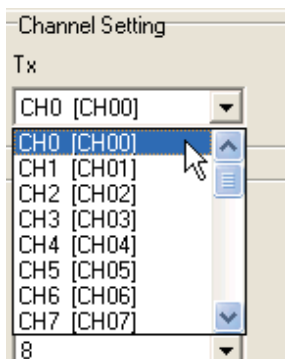 Channel Setting
Tx
CH0 [CH00]
CH0 [CH00]
CH1 [CH01]
CH2 [CH02]
CH3 [CH03]
CH4 [CH04]
CH5 [CH05]
CH6 [CH06]
CH7 [CH07]
8